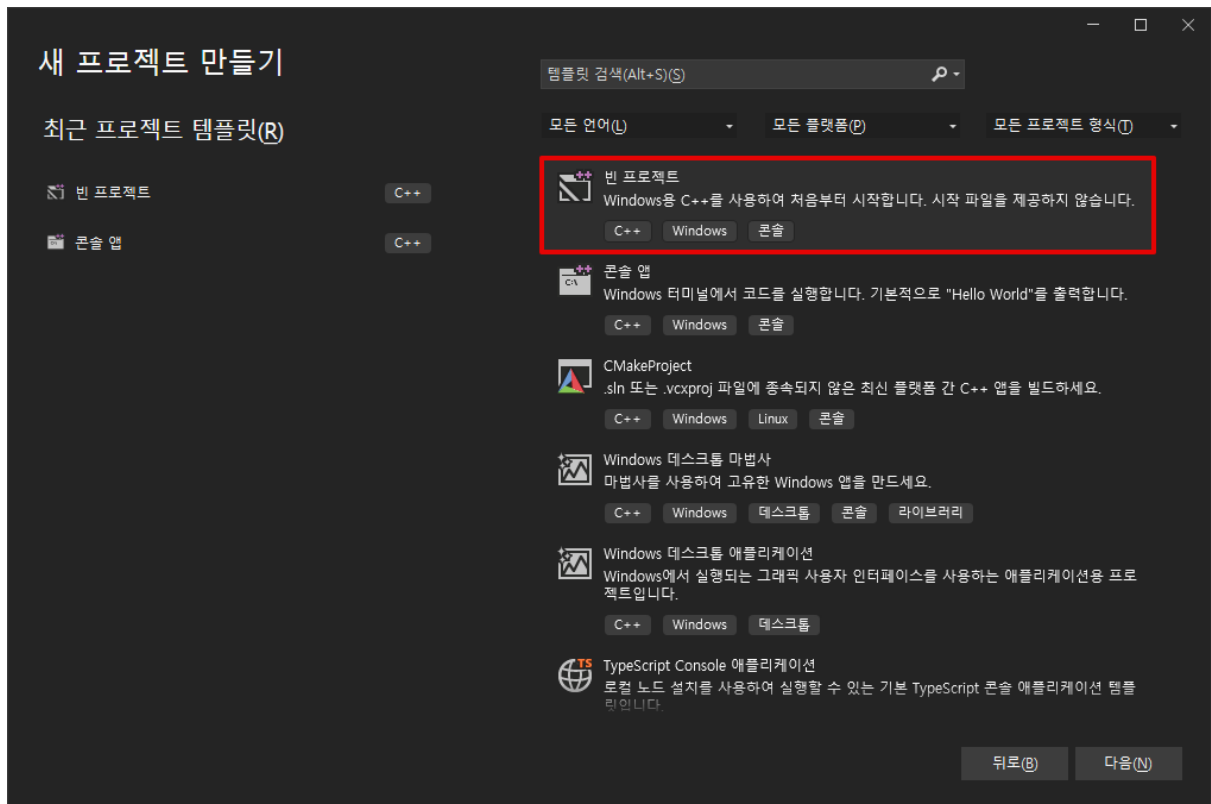 새 프로젝트 만들기
최근 프로젝트 템플릿(R)
빈 프로젝트 C++
콘솔 앱 C++
템플릿 검색(Alt+S)(S)
모든 언어(L) 모든 플랫폼(P) 모든 프로젝트 형식(T)
빈 프로젝트
Windows용 C++를 사용하여 처음부터 시작합니다. 시작 파일을 제공하지 않습니다.
C++ Windows 콘솔
콘솔 앱
Windows 터미널에서 코드를 실행합니다. 기본적으로 "Hello World"를 출력합니다.
C++ Windows 콘솔
CMakeProject
.sln 또는 .vcxproj 파일에 종속되지 않은 최신 플랫폼 간 C++ 앱을 빌드하세요.
C++ Windows Linux 콘솔
Windows 데스크톱 마법사
마법사를 사용하여 고유한 Windows 앱을 만드세요.
C++ Windows 데스크톱 콘솔 라이브러리
Windows 데스크톱 애플리케이션
Windows에서 실행되는 그래픽 사용자 인터페이스를 사용하는 애플리케이션용 프로
젝트입니다.
C++ Windows 데스크톱
TS
TypeScript Console 애플리케이션
로컬 노드 설치를 사용하여 실행할 수 있는 기본 TypeScript 콘솔 애플리케이션 템플
릿입니다.
뒤로(B) 다음(N)